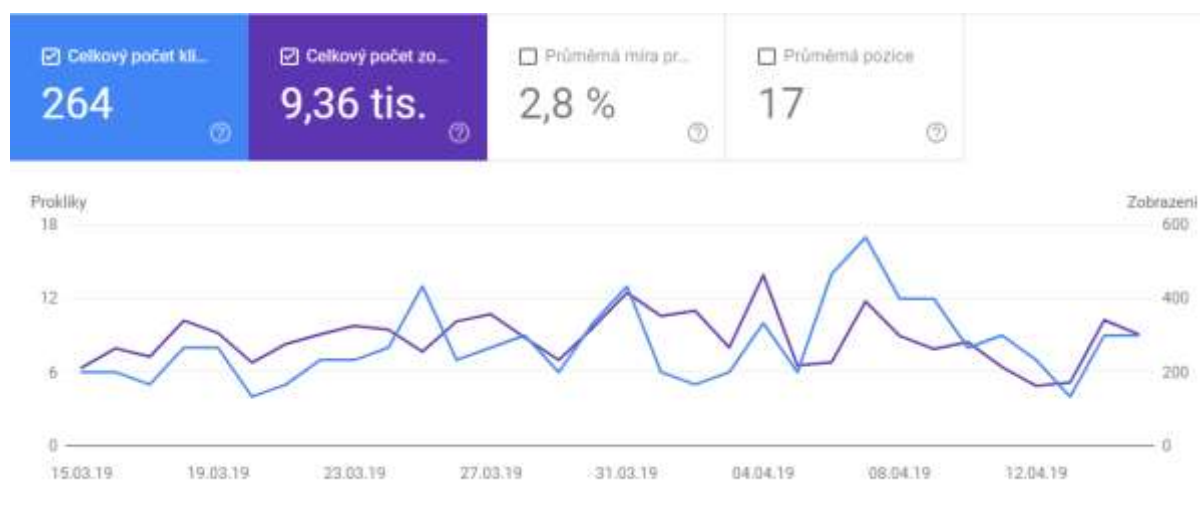 Celkový počet kli... Celkový počet zo... Průměrná míra pr... Průměrná pozice
264 9,36 tis. 2,8 % 17
Prokliky Zobrazení
18 600
12 400
6 200
0 0
15.03.19 19.03.19 23.03.19 27.03.19 31.03.19 04.04.19 08.04.19 12.04.19